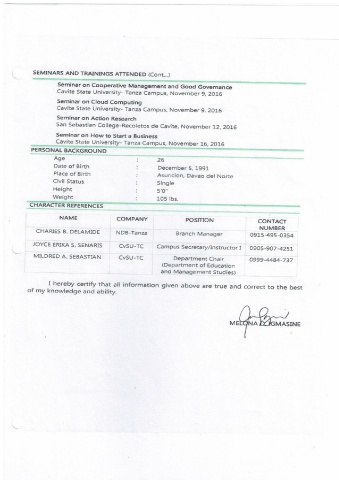 SEMINARS AND TRAININGS ATTENDED (Cont...)
Seminar on Cooperative Management and Good Governance
Cavite State University- Tanza Campus, November 9, 2016
Seminar on Cloud Computing
Cavite State University- Tanza Campus, November 9, 2016
Seminar on Action Research
San Sebastian College-Recoletos de Cavite, November 12, 2016
Seminar on How to Start a Business
Cavite State University- Tanza Campus, November 16, 2016
PERSONAL BACKGROUND
Age : 26
Date of Birth : December 5, 1991
Place of Birth : Asuncion, Davao del Norte
Civil Status : Single
Height : 5'0"
Weight : 105 lbs.
CHARACTER REFERENCES
NAME COMPANY POSITION CONTACT NUMBER
CHARIES B. DELAMIDE NDB-Tanza Branch Manager 0915-495-0354
JOYCE ERIKA S. SENARIS CvSU-TC Campus Secretary/Instructor I 0905-907-4251
MILDRED A. SEBASTIAN CvSU-TC Department Chair 0999-4484-737
(Department of Education
and Management Studies)
I hereby certify that all information given above are true and correct to the best
of my knowledge and ability.